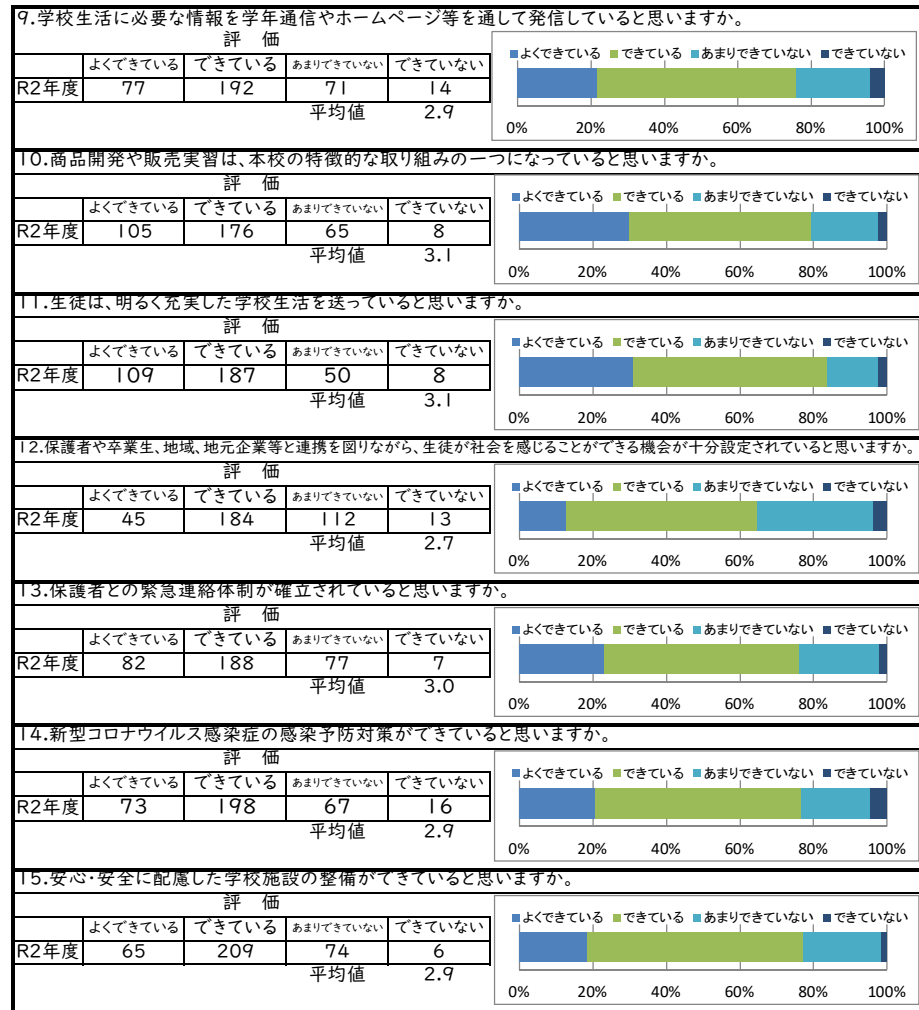 9.学校生活に必要な情報を学年通信やホームページ等を通して発信していると思いますか。
評 価
よくできている できている あまりできていない できていない
R2年度 77 192 71 14
平均値 2.9
■よくできている ■できている ■あまりできていない ■できていない
0% 20% 40% 60% 80% 100%
10.商品開発や販売実習は、本校の特徴的な取り組みの一つになっていると思いますか。
評 価
よくできている できている あまりできていない できていない
R2年度 105 176 65 8
平均値 3.1
■よくできている ■できている ■あまりできていない ■できていない
0% 20% 40% 60% 80% 100%
11.生徒は、明るく充実した学校生活を送っていると思いますか。
評 価
よくできている できている あまりできていない できていない
R2年度 109 187 50 8
平均値 3.1
■よくできている ■できている ■あまりできていない ■できていない
0% 20% 40% 60% 80% 100%
12.保護者や卒業生、地域、地元企業等と連携を図りながら、生徒が社会を感じることができる機会が十分設定されていると思いますか。
評 価
よくできている できている あまりできていない できていない
R2年度 45 184 112 13
平均値 2.7
■よくできている ■できている ■あまりできていない ■できていない
0% 20% 40% 60% 80% 100%
13.保護者との緊急連絡体制が確立されていると思いますか。
評 価
よくできている できている あまりできていない できていない
R2年度 82 188 77 7
平均値 3.0
■よくできている ■できている ■あまりできていない ■できていない
0% 20% 40% 60% 80% 100%
14.新型コロナウイルス感染症の感染予防対策ができていると思いますか。
評 価
よくできている できている あまりできていない できていない
R2年度 73 198 67 16
平均値 2.9
■よくできている ■できている ■あまりできていない ■できていない
0% 20% 40% 60% 80% 100%
15.安心・安全に配慮した学校施設の整備ができていると思いますか。
評 価
よくできている できている あまりできていない できていない
R2年度 65 209 74 6
平均値 2.9
■よくできている ■できている ■あまりできていない ■できていない
0% 20% 40% 60% 80% 100%